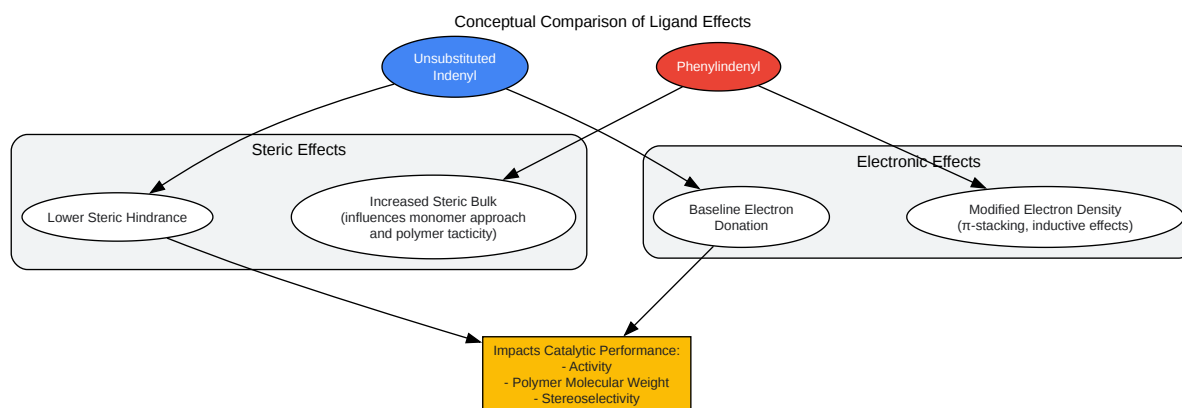 Conceptual Comparison of Ligand Effects
Unsubstituted
Indenyl
Phenylindenyl
Steric Effects
Electronic Effects
Lower Steric Hindrance
Increased Steric Bulk
(influences monomer approach
and polymer tacticity)
Baseline Electron
Donation
Modified Electron Density
(π-stacking, inductive effects)
Impacts Catalytic Performance:
- Activity
- Polymer Molecular Weight
- Stereoselectivity